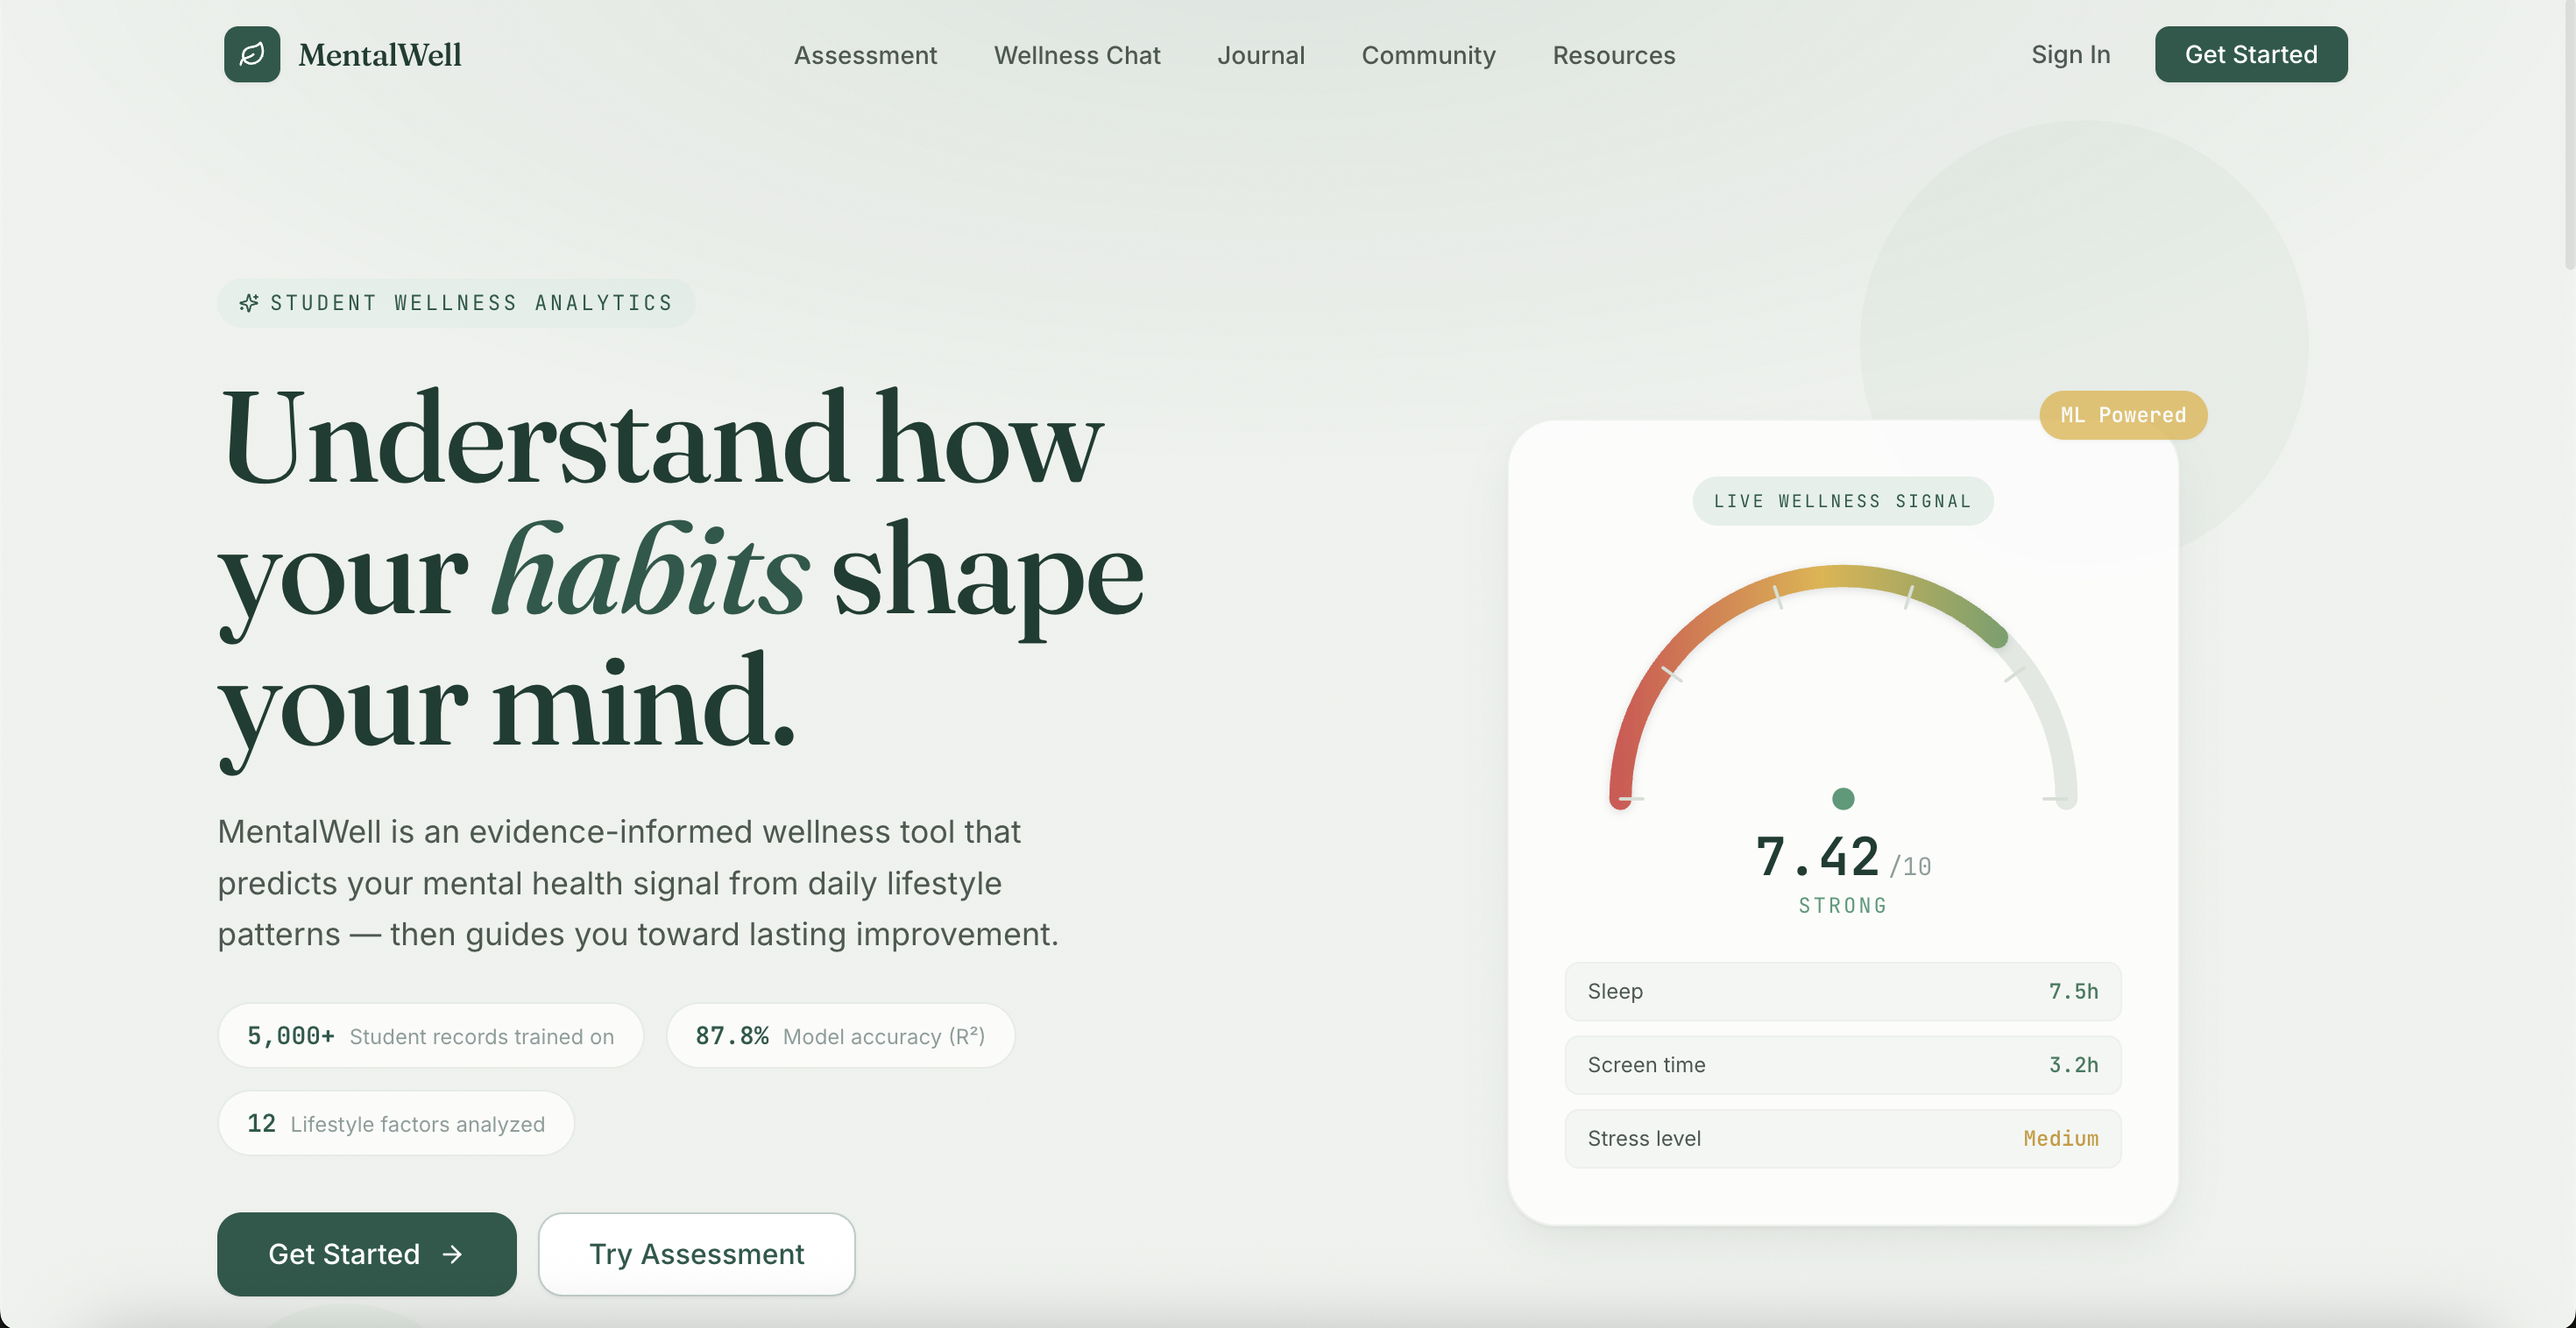 MentalWell
Assessment
Wellness Chat
Journal
Community
Resources
Sign In
Get Started
STUDENT WELLNESS ANALYTICS
Understand how
your habits shape
your mind.
MentalWell is an evidence-informed wellness tool that
predicts your mental health signal from daily lifestyle
patterns — then guides you toward lasting improvement.
5,000+ Student records trained on
87.8% Model accuracy (R²)
12 Lifestyle factors analyzed
Get Started →
Try Assessment
ML Powered
LIVE WELLNESS SIGNAL
7.42 /10
STRONG
Sleep 7.5h
Screen time 3.2h
Stress level Medium